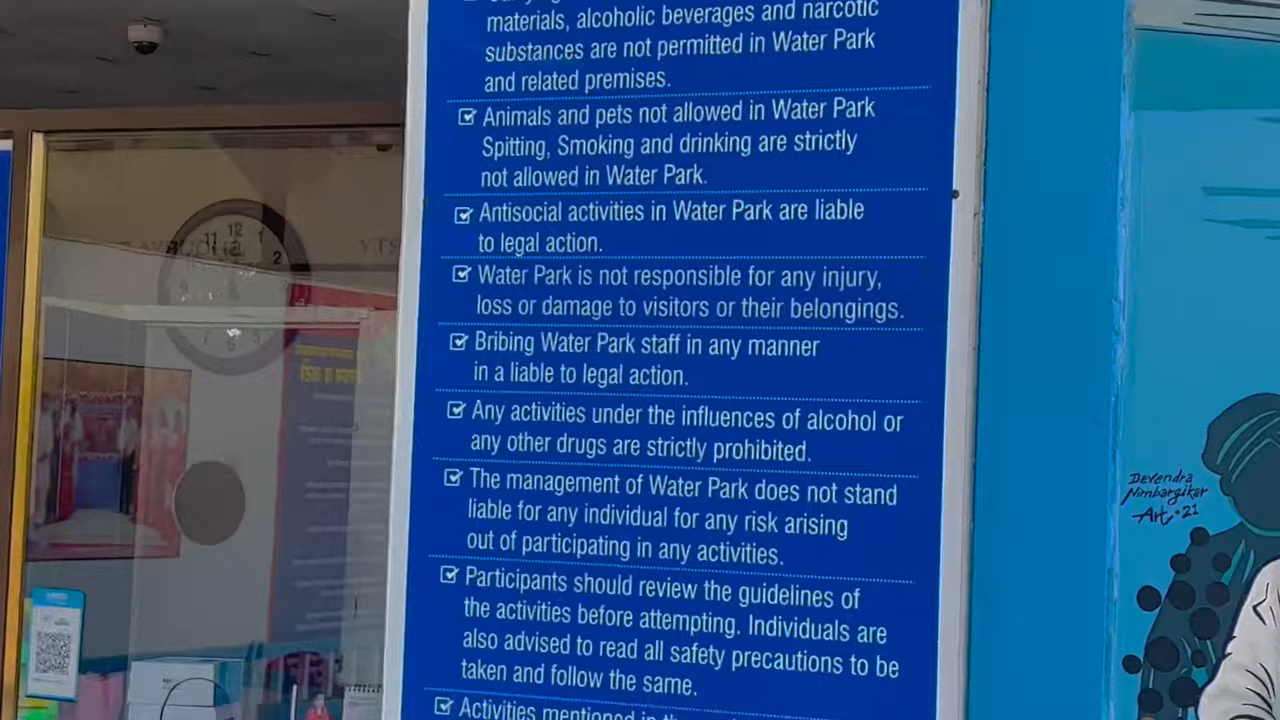 materials, alcoholic beverages and narcotic
substances are not permitted in Water Park
and related premises.
Animals and pets not allowed in Water Park
Spitting, Smoking and drinking are strictly
not allowed in Water Park.
Antisocial activities in Water Park are liable
to legal action.
Water Park is not responsible for any injury,
loss or damage to visitors or their belongings.
Bribing Water Park staff in any manner
in a liable to legal action.
Any activities under the influences of alcohol or
any other drugs are strictly prohibited.
The management of Water Park does not stand
liable for any individual for any risk arising
out of participating in any activities.
Participants should review the guidelines of
the activities before attempting. Individuals are
also advised to read all safety precautions to be
taken and follow the same.
Activities mentioned in
11 12 1
2
Devendra
Nimbargikar
Art • 21